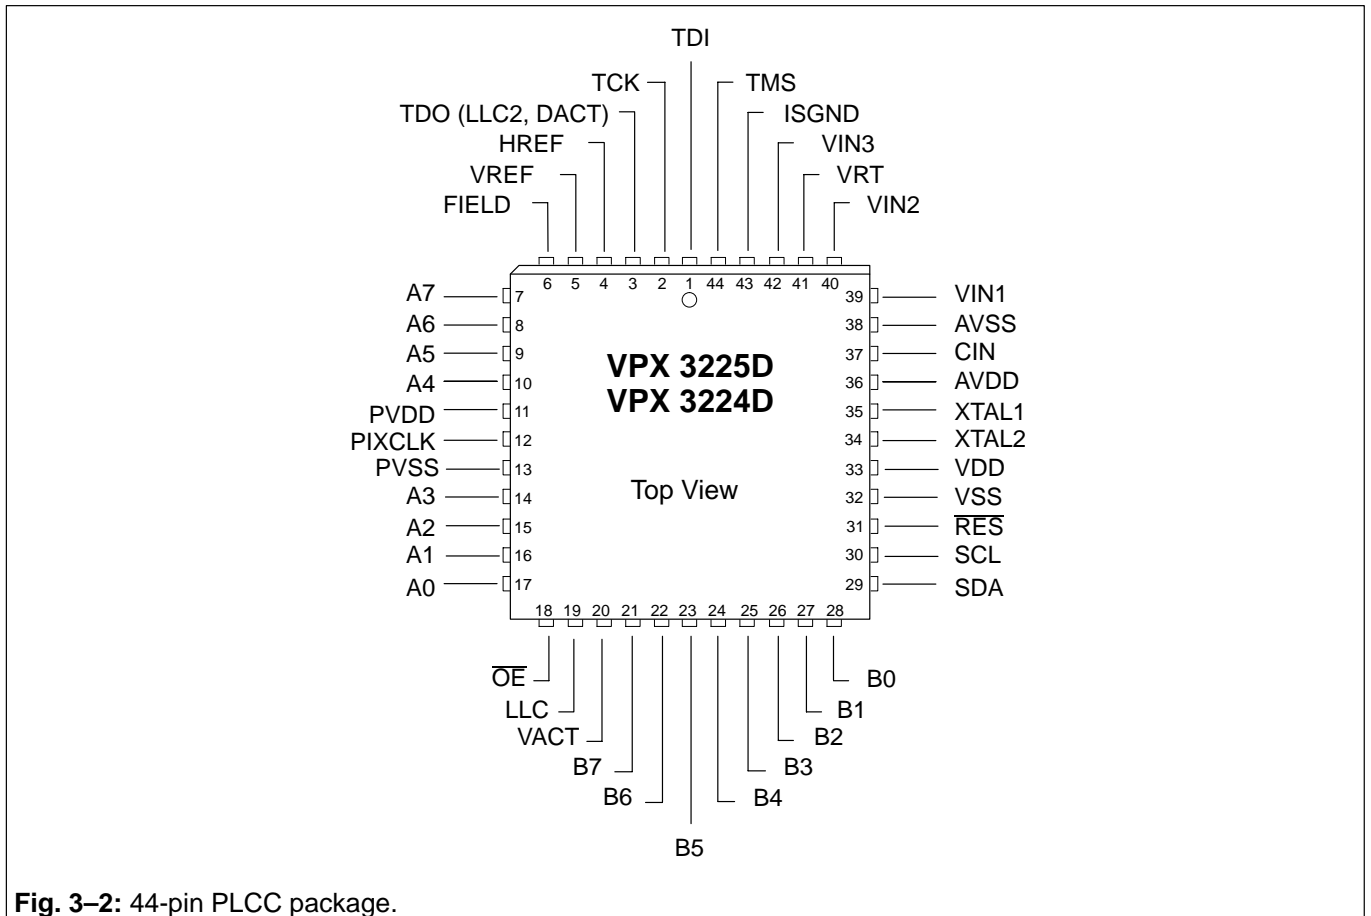 TDI
TCK TMS
TDO (LLC2, DACT) ISGND
HREF VIN3
VREF VRT
FIELD VIN2
6 5 4 3 2 1 44 43 42 41 40
A7 7 39 VIN1
A6 8 38 AVSS
A5 9 37 CIN
A4 10 36 AVDD
PVDD 11 35 XTAL1
PIXCLK 12 34 XTAL2
PVSS 13 33 VDD
A3 14 32 VSS
A2 15 31 RES
A1 16 30 SCL
A0 17 29 SDA
VPX 3225D
VPX 3224D
Top View
18 19 20 21 22 23 24 25 26 27 28
OE B0
LLC B1
VACT B2
B7 B3
B6 B4
B5
Fig. 3–2: 44-pin PLCC package.